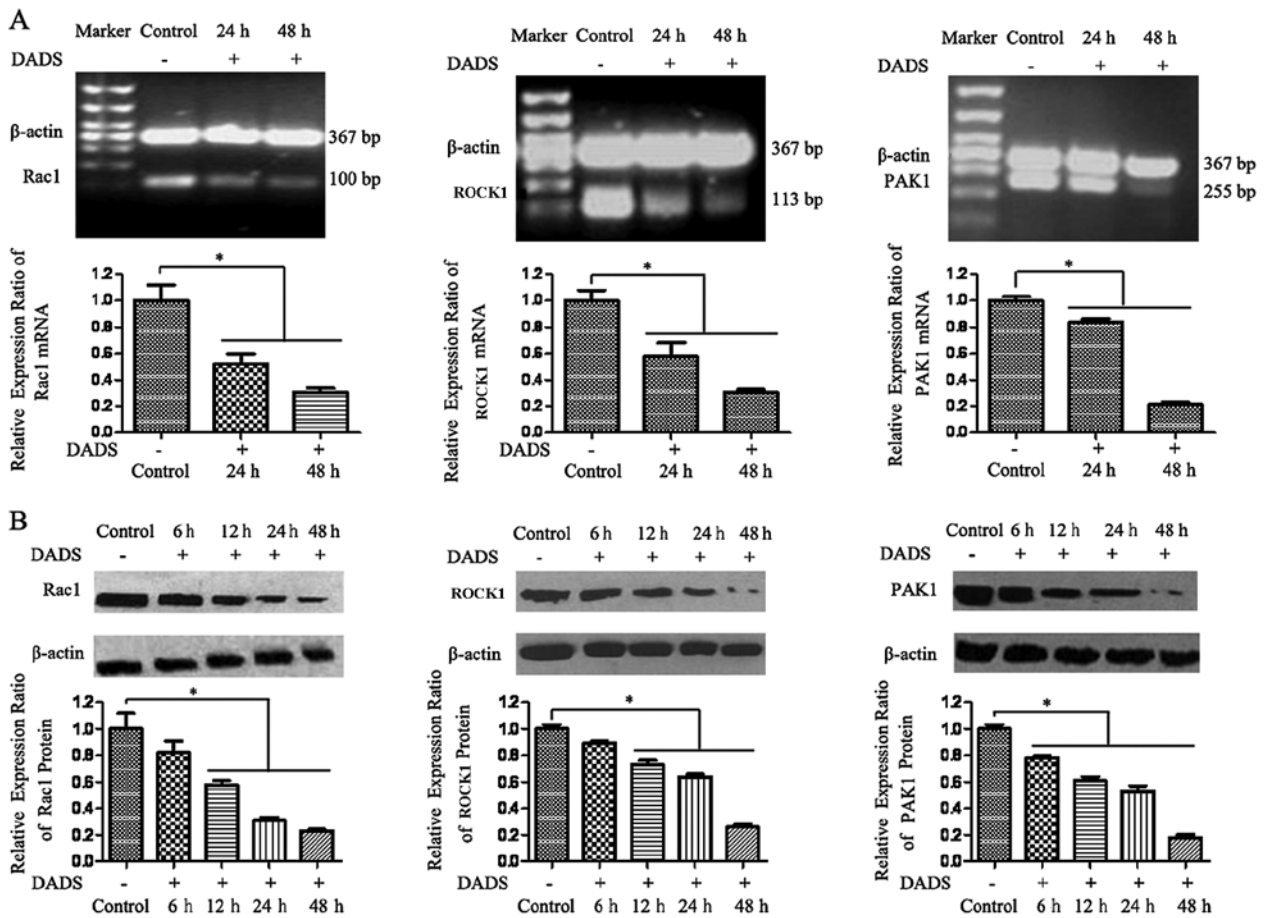 A
Marker Control 24 h 48 h
DADS - + +
β-actin 367 bp
Rac1 100 bp
Relative Expression Ratio of
Rac1 mRNA
1.2
1.0
0.8
0.6
0.4
0.2
0.0
*
DADS - + +
Control 24 h 48 h
Marker Control 24 h 48 h
DADS - + +
β-actin 367 bp
ROCK1 113 bp
Relative Expression Ratio of
ROCK1 mRNA
1.2
1.0
0.8
0.6
0.4
0.2
0.0
*
DADS - + +
Control 24 h 48 h
Marker Control 24 h 48 h
DADS - + +
β-actin 367 bp
PAK1 255 bp
Relative Expression Ratio of
PAK1 mRNA
1.2
1.0
0.8
0.6
0.4
0.2
0.0
*
DADS - + +
Control 24 h 48 h
B
Control 6 h 12 h 24 h 48 h
DADS - + + + +
Rac1
β-actin
Relative Expression Ratio
of Rac1 Protein
1.2
1.0
0.8
0.6
0.4
0.2
0.0
*
DADS - + + + +
Control 6 h 12 h 24 h 48 h
Control 6 h 12 h 24 h 48 h
DADS - + + + +
ROCK1
β-actin
Relative Expression Ratio
of ROCK1 Protein
1.2
1.0
0.8
0.6
0.4
0.2
0.0
*
DADS - + + + +
Control 6 h 12 h 24 h 48 h
Control 6 h 12 h 24 h 48 h
DADS - + + + +
PAK1
β-actin
Relative Expression Ratio
of PAK1 Protein
1.2
1.0
0.8
0.6
0.4
0.2
0.0
*
DADS - + + + +
Control 6 h 12 h 24 h 48 h